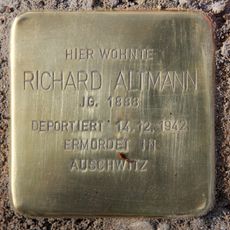 HIER WOHNTE
RICHARD ALTMANN
JG. 1888
DEPORTIERT 14.12.1942
ERMORDET IN
AUSCHWITZ